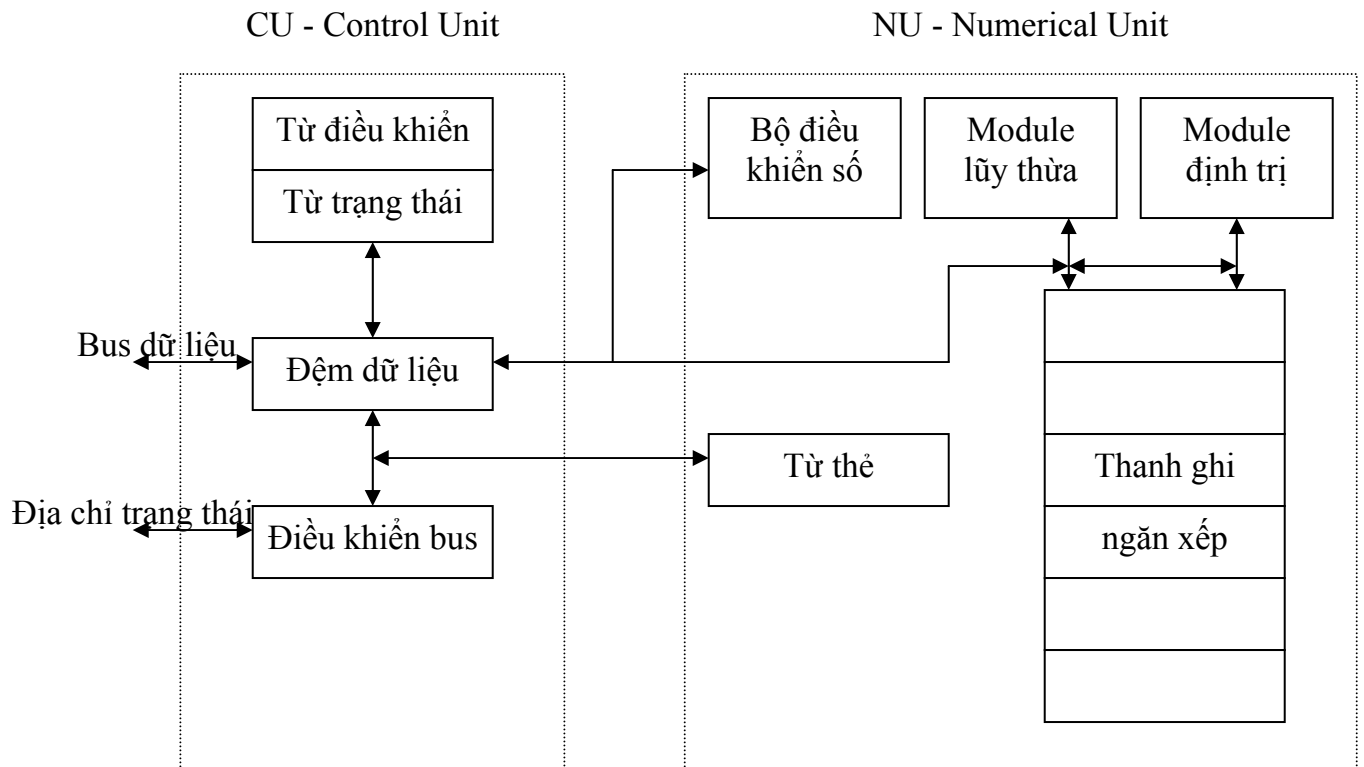 CU - Control Unit
NU - Numerical Unit
Từ điều khiển
Từ trạng thái
Bus dữ liệu
Đệm dữ liệu
Địa chỉ trạng thái
Điều khiển bus
Bộ điều
khiển số
Module
lũy thừa
Module
định trị
Từ thẻ
Thanh ghi
ngăn xếp